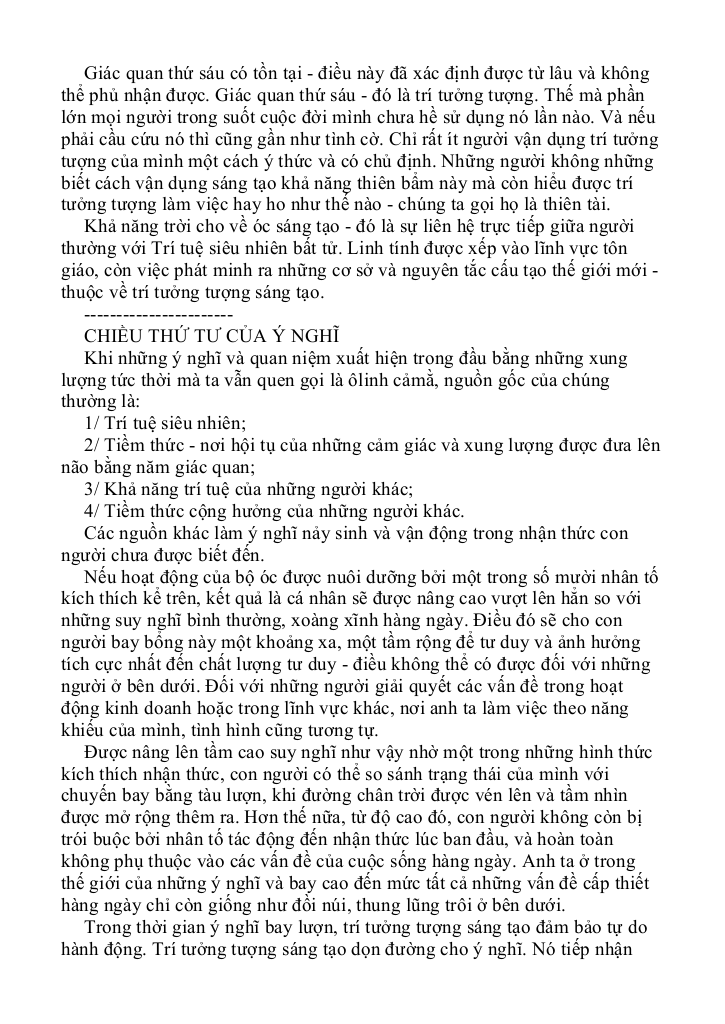 Giác quan thứ sáu có tồn tại - điều này đã xác định được từ lâu và không
thể phủ nhận được. Giác quan thứ sáu - đó là trí tưởng tượng. Thế mà phần
lớn mọi người trong suốt cuộc đời mình chưa hề sử dụng nó lần nào. Và nếu
phải cầu cứu nó thì cũng gần như tình cờ. Chỉ rất ít người vận dụng trí tưởng
tượng của mình một cách ý thức và có chủ định. Những người không những
biết cách vận dụng sáng tạo khả năng thiên bẩm này mà còn hiểu được trí
tưởng tượng làm việc hay ho như thế nào - chúng ta gọi họ là thiên tài.
Khả năng trời cho về óc sáng tạo - đó là sự liên hệ trực tiếp giữa người
thường với Trí tuệ siêu nhiên bất tử. Linh tính được xếp vào lĩnh vực tôn
giáo, còn việc phát minh ra những cơ sở và nguyên tắc cấu tạo thế giới mới -
thuộc về trí tưởng tượng sáng tạo.
-----------------------
CHIỀU THỨ TƯ CỦA Ý NGHĨ
Khi những ý nghĩ và quan niệm xuất hiện trong đầu bằng những xung
lượng tức thời mà ta vẫn quen gọi là ôlinh cảmằ, nguồn gốc của chúng
thường là:
1/ Trí tuệ siêu nhiên;
2/ Tiềm thức - nơi hội tụ của những cảm giác và xung lượng được đưa lên
não bằng năm giác quan;
3/ Khả năng trí tuệ của những người khác;
4/ Tiềm thức cộng hưởng của những người khác.
Các nguồn khác làm ý nghĩ nảy sinh và vận động trong nhận thức con
người chưa được biết đến.
Nếu hoạt động của bộ óc được nuôi dưỡng bởi một trong số mười nhân tố
kích thích kể trên, kết quả là cá nhân sẽ được nâng cao vượt lên hẳn so với
những suy nghĩ bình thường, xoàng xĩnh hàng ngày. Điều đó sẽ cho con
người bay bổng này một khoảng xa, một tầm rộng để tư duy và ảnh hưởng
tích cực nhất đến chất lượng tư duy - điều không thể có được đối với những
người ở bên dưới. Đối với những người giải quyết các vấn đề trong hoạt
động kinh doanh hoặc trong lĩnh vực khác, nơi anh ta làm việc theo năng
khiếu của mình, tình hình cũng tương tự.
Được nâng lên tầm cao suy nghĩ như vậy nhờ một trong những hình thức
kích thích nhận thức, con người có thể so sánh trạng thái của mình với
chuyến bay bằng tàu lượn, khi đường chân trời được vén lên và tầm nhìn
được mở rộng thêm ra. Hơn thế nữa, từ độ cao đó, con người không còn bị
trói buộc bởi nhân tố tác động đến nhận thức lúc ban đầu, và hoàn toàn
không phụ thuộc vào các vấn đề của cuộc sống hàng ngày. Anh ta ở trong
thế giới của những ý nghĩ và bay cao đến mức tất cả những vấn đề cấp thiết
hàng ngày chỉ còn giống như đồi núi, thung lũng trôi ở bên dưới.
Trong thời gian ý nghĩ bay lượn, trí tưởng tượng sáng tạo đảm bảo tự do
hành động. Trí tưởng tượng sáng tạo dọn đường cho ý nghĩ. Nó tiếp nhận